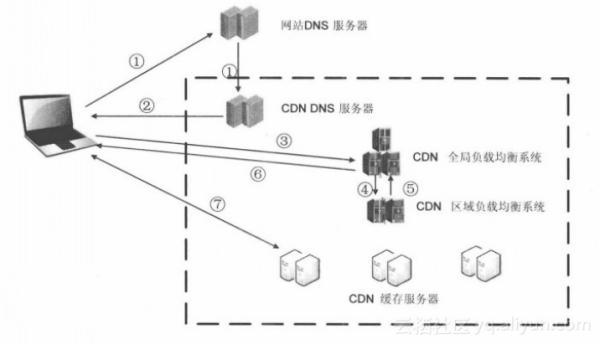 网站DNS 服务器
①
①
CDN DNS 服务器
②
③
CDN 全局负载均衡系统
⑥
④
⑤
CDN 区域负载均衡系统
⑦
CDN 缓存服务器
云栖社区 yq.aliyun.com